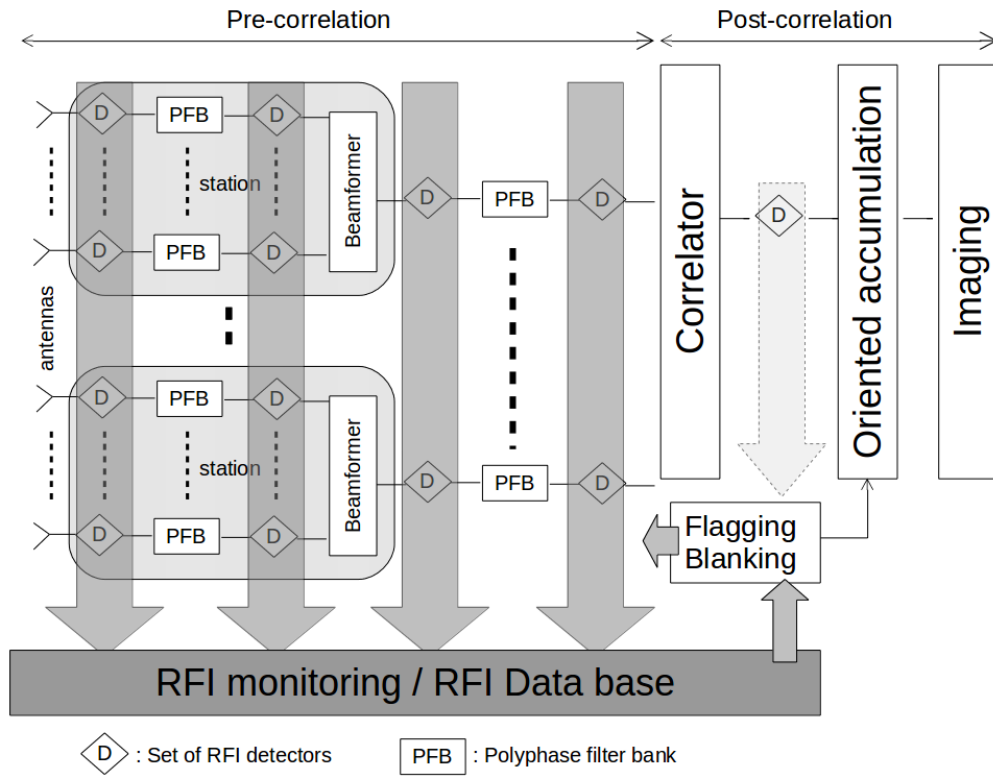 Pre-correlation
Post-correlation
D
PFB
D
station
Beamformer
D
PFB
D
D
PFB
D
antennas
D
PFB
D
station
Beamformer
D
PFB
D
D
PFB
D
Correlator
D
Oriented accumulation
Imaging
Flagging
Blanking
RFI monitoring / RFI Data base
D : Set of RFI detectors
PFB : Polyphase filter bank